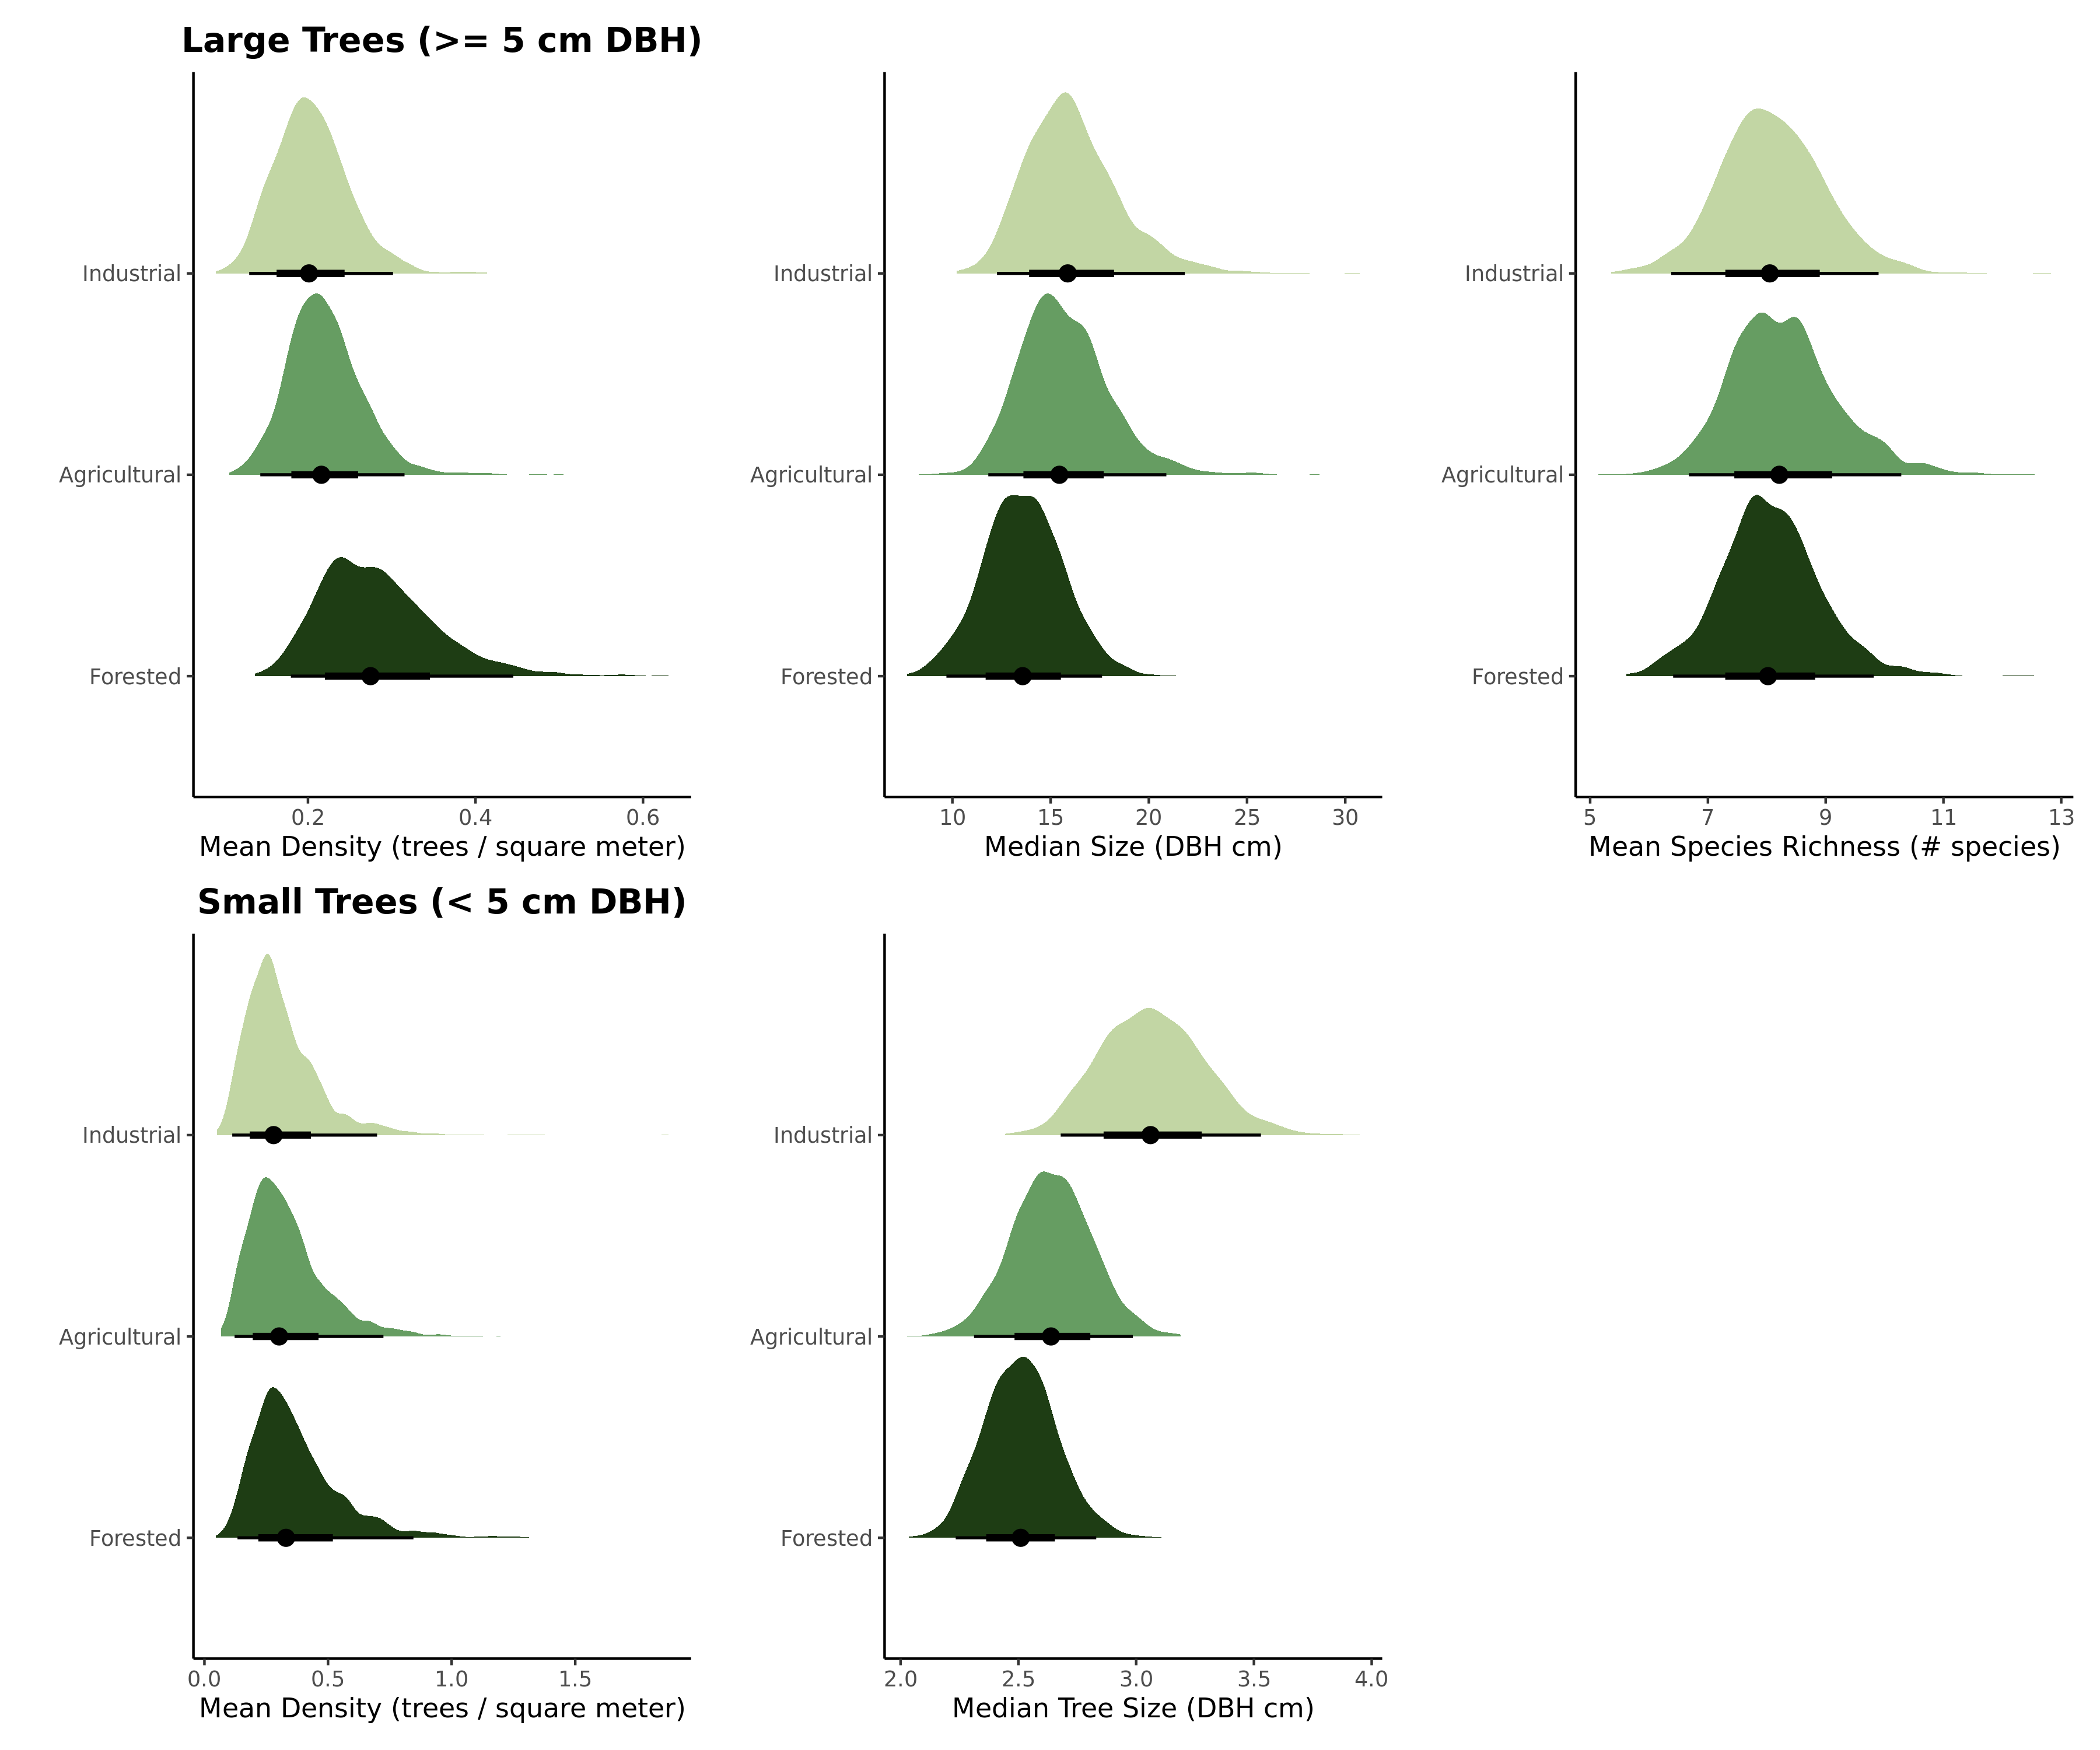 Large Trees (>= 5 cm DBH)
Industrial
Agricultural
Forested
0.2 0.4 0.6
Mean Density (trees / square meter)
Industrial
Agricultural
Forested
10 15 20 25 30
Median Size (DBH cm)
Industrial
Agricultural
Forested
5 7 9 11 13
Mean Species Richness (# species)
Small Trees (< 5 cm DBH)
Industrial
Agricultural
Forested
0.0 0.5 1.0 1.5
Mean Density (trees / square meter)
Industrial
Agricultural
Forested
2.0 2.5 3.0 3.5 4.0
Median Tree Size (DBH cm)